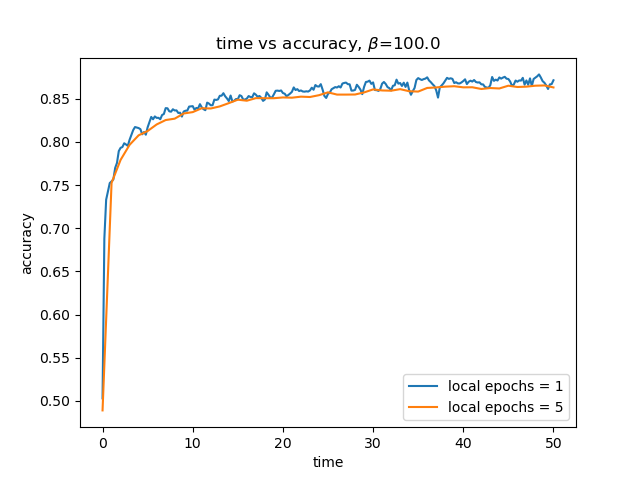 time vs accuracy, β=100.0
accuracy
0.85
0.80
0.75
0.70
0.65
0.60
0.55
0.50
0 10 20 30 40 50
time
local epochs = 1
local epochs = 5